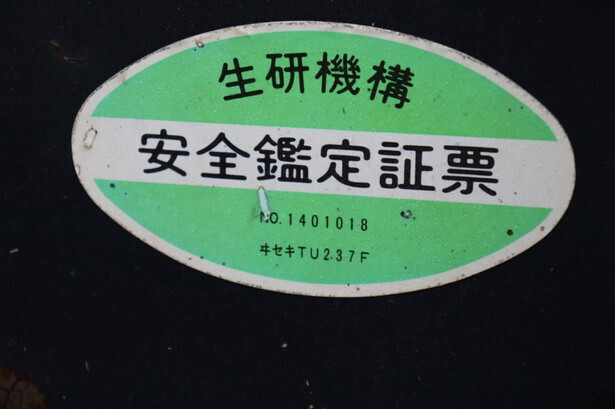 生研機構
安全鑑定証票
NO.1401018
ヰセキTU237F